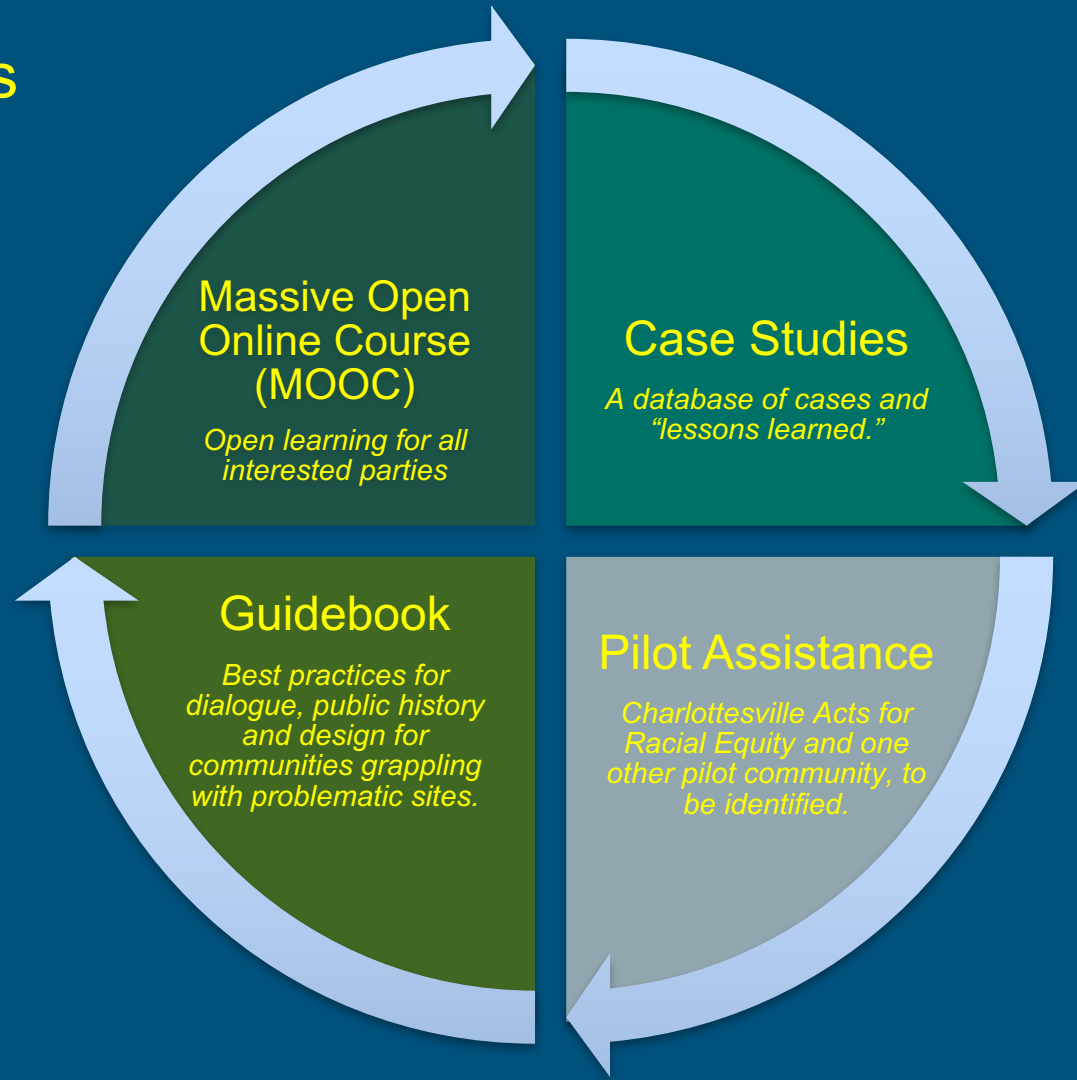 Massive Open
Online Course
(MOOC)
Open learning for all
interested parties
Case Studies
A database of cases and
“lessons learned.”
Guidebook
Best practices for
dialogue, public history
and design for
communities grappling
with problematic sites.
Pilot Assistance
Charlottesville Acts for
Racial Equity and one
other pilot community, to
be identified.